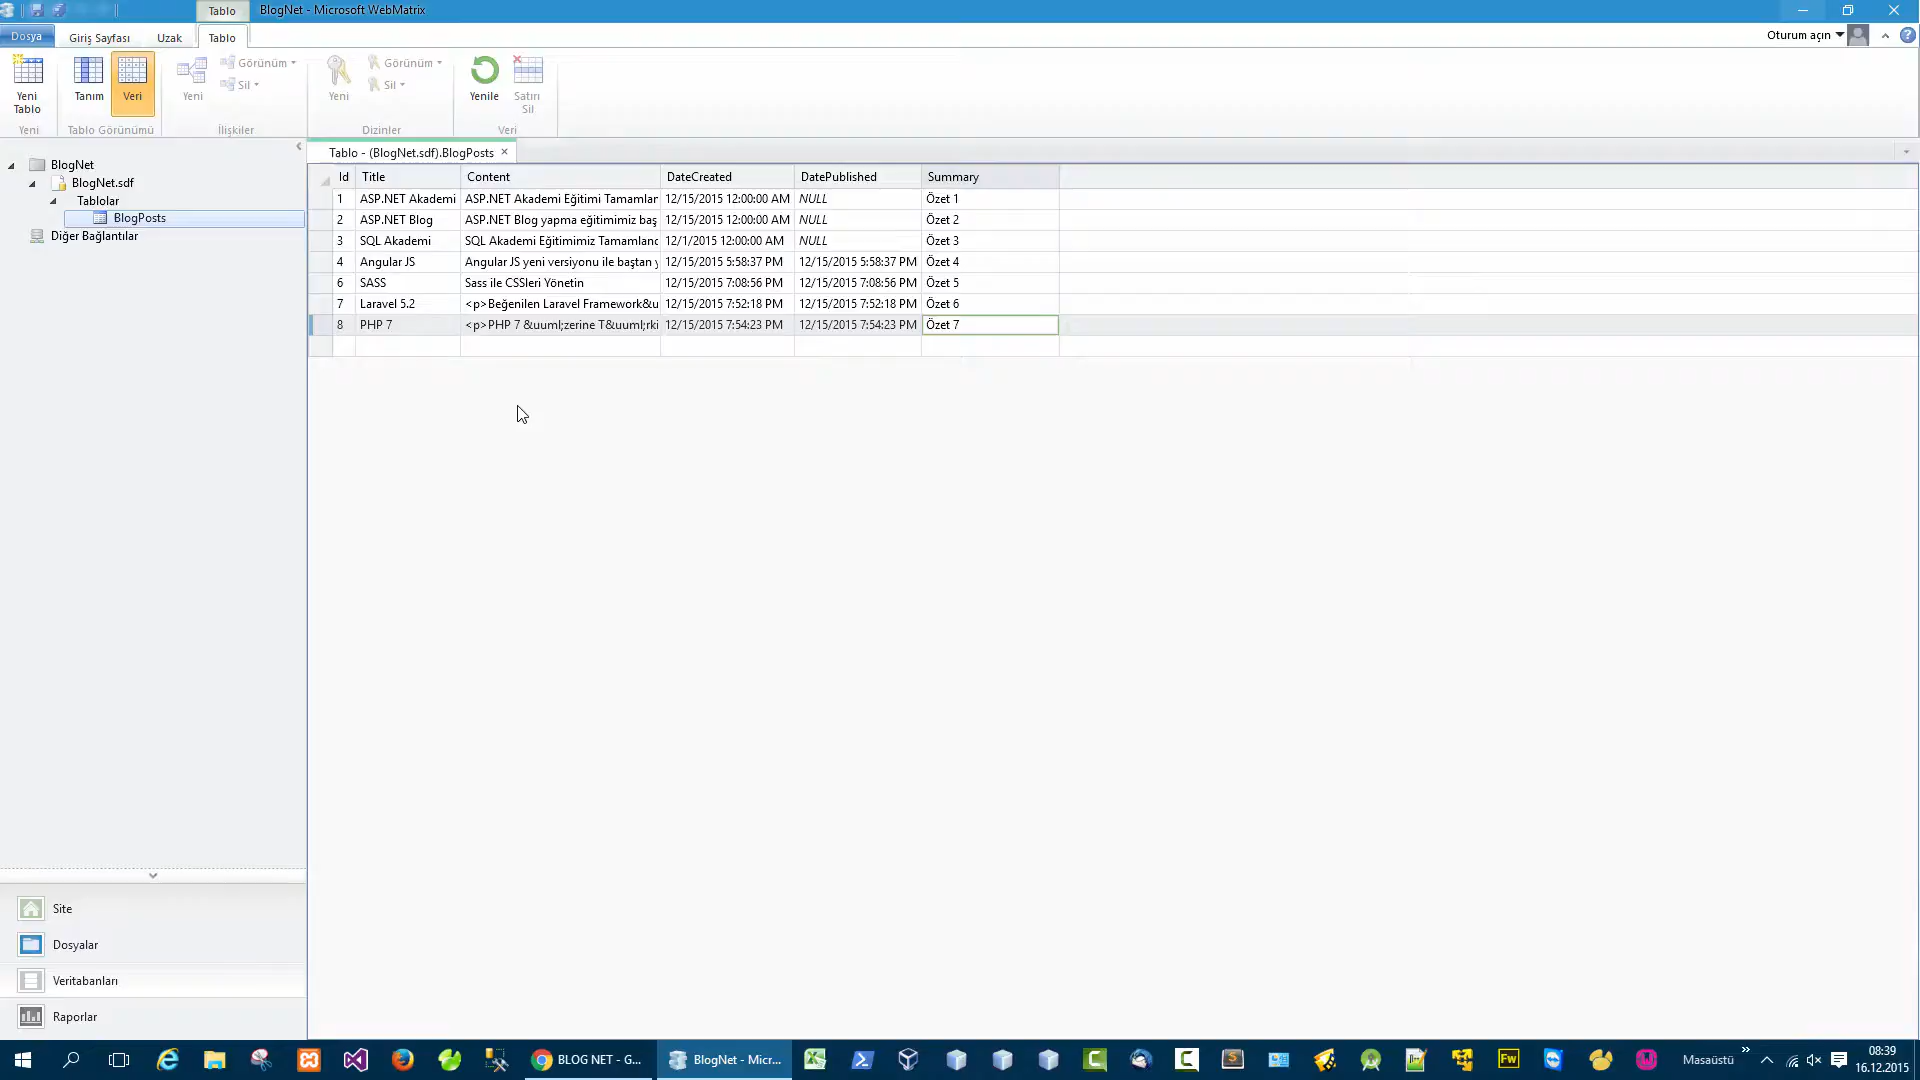 Tablo
BlogNet - Microsoft WebMatrix
Dosya
Giriş Sayfası
Uzak
Tablo
Oturum açın
Yeni Tablo
Tanım
Veri
Yeni
Görünüm
Sil
Yeni
Görünüm
Sil
Yenile
Satırı Sil
Yeni
Tablo Görünümü
İlişkiler
Dizinler
Veri
BlogNet
BlogNet.sdf
Tablolar
BlogPosts
Diğer Bağlantılar
Tablo - (BlogNet.sdf).BlogPosts
Id Title Content DateCreated DatePublished Summary
1 ASP.NET Akademi ASP.NET Akademi Eğitimi Tamamlar 12/15/2015 12:00:00 AM NULL Özet 1
2 ASP.NET Blog ASP.NET Blog yapma eğitimimiz baş 12/15/2015 12:00:00 AM NULL Özet 2
3 SQL Akademi SQL Akademi Eğitimimiz Tamamlanc 12/1/2015 12:00:00 AM NULL Özet 3
4 Angular JS Angular JS yeni versiyonu ile baştan y 12/15/2015 5:58:37 PM 12/15/2015 5:58:37 PM Özet 4
6 SASS Sass ile CSSleri Yönetin 12/15/2015 7:08:56 PM 12/15/2015 7:08:56 PM Özet 5
7 Laravel 5.2 <p>Beğenilen Laravel Framework&u 12/15/2015 7:52:18 PM 12/15/2015 7:52:18 PM Özet 6
8 PHP 7 <p>PHP 7 &uuml;zerine T&uuml;rki 12/15/2015 7:54:23 PM 12/15/2015 7:54:23 PM Özet 7
Site
Dosyalar
Veritabanları
Raporlar
BLOG NET - G...
BlogNet - Micr...
Fw
Masaüstü
08:39
16.12.2015